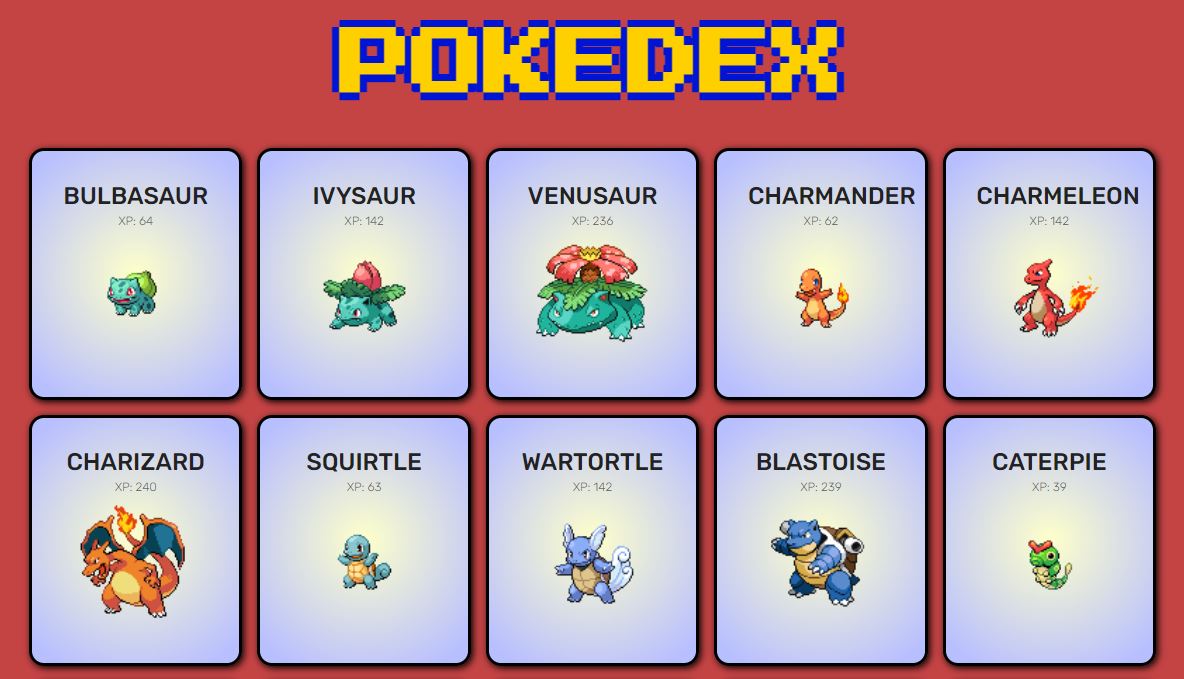 POKEDEX
BULBASAUR
XP: 64
IVYSAUR
XP: 142
VENUSAUR
XP: 236
CHARMANDER
XP: 62
CHARMELEON
XP: 142
CHARIZARD
XP: 240
SQUIRTLE
XP: 63
WARTORTLE
XP: 142
BLASTOISE
XP: 239
CATERPIE
XP: 39